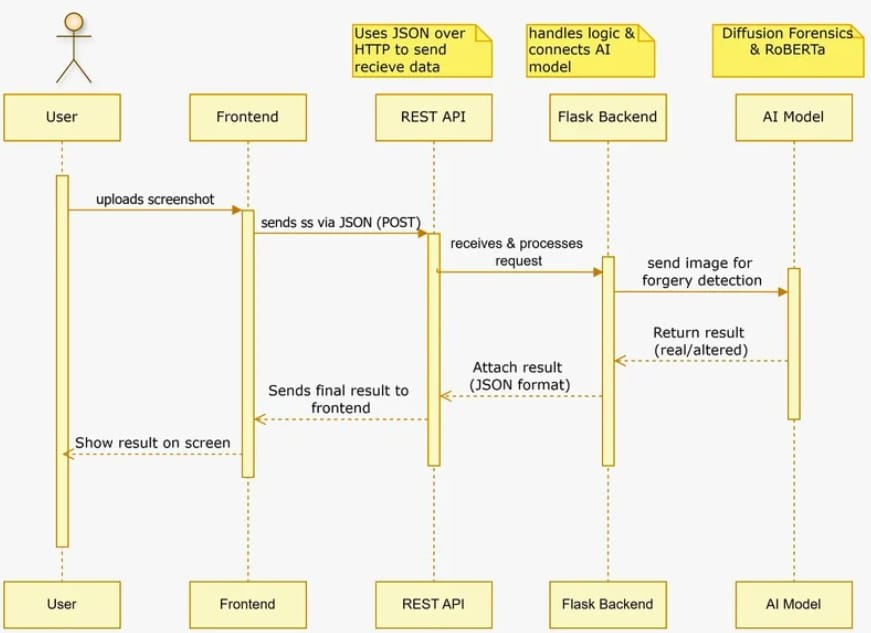 Uses JSON over
HTTP to send
recieve data
handles logic &
connects AI
model
Diffusion Forensics
& RoBERTa
User
Frontend
REST API
Flask Backend
AI Model
uploads screenshot
sends ss via JSON (POST)
receives & processes
request
send image for
forgery detection
Return result
(real/altered)
Attach result
(JSON format)
Sends final result to
frontend
Show result on screen
User
Frontend
REST API
Flask Backend
AI Model